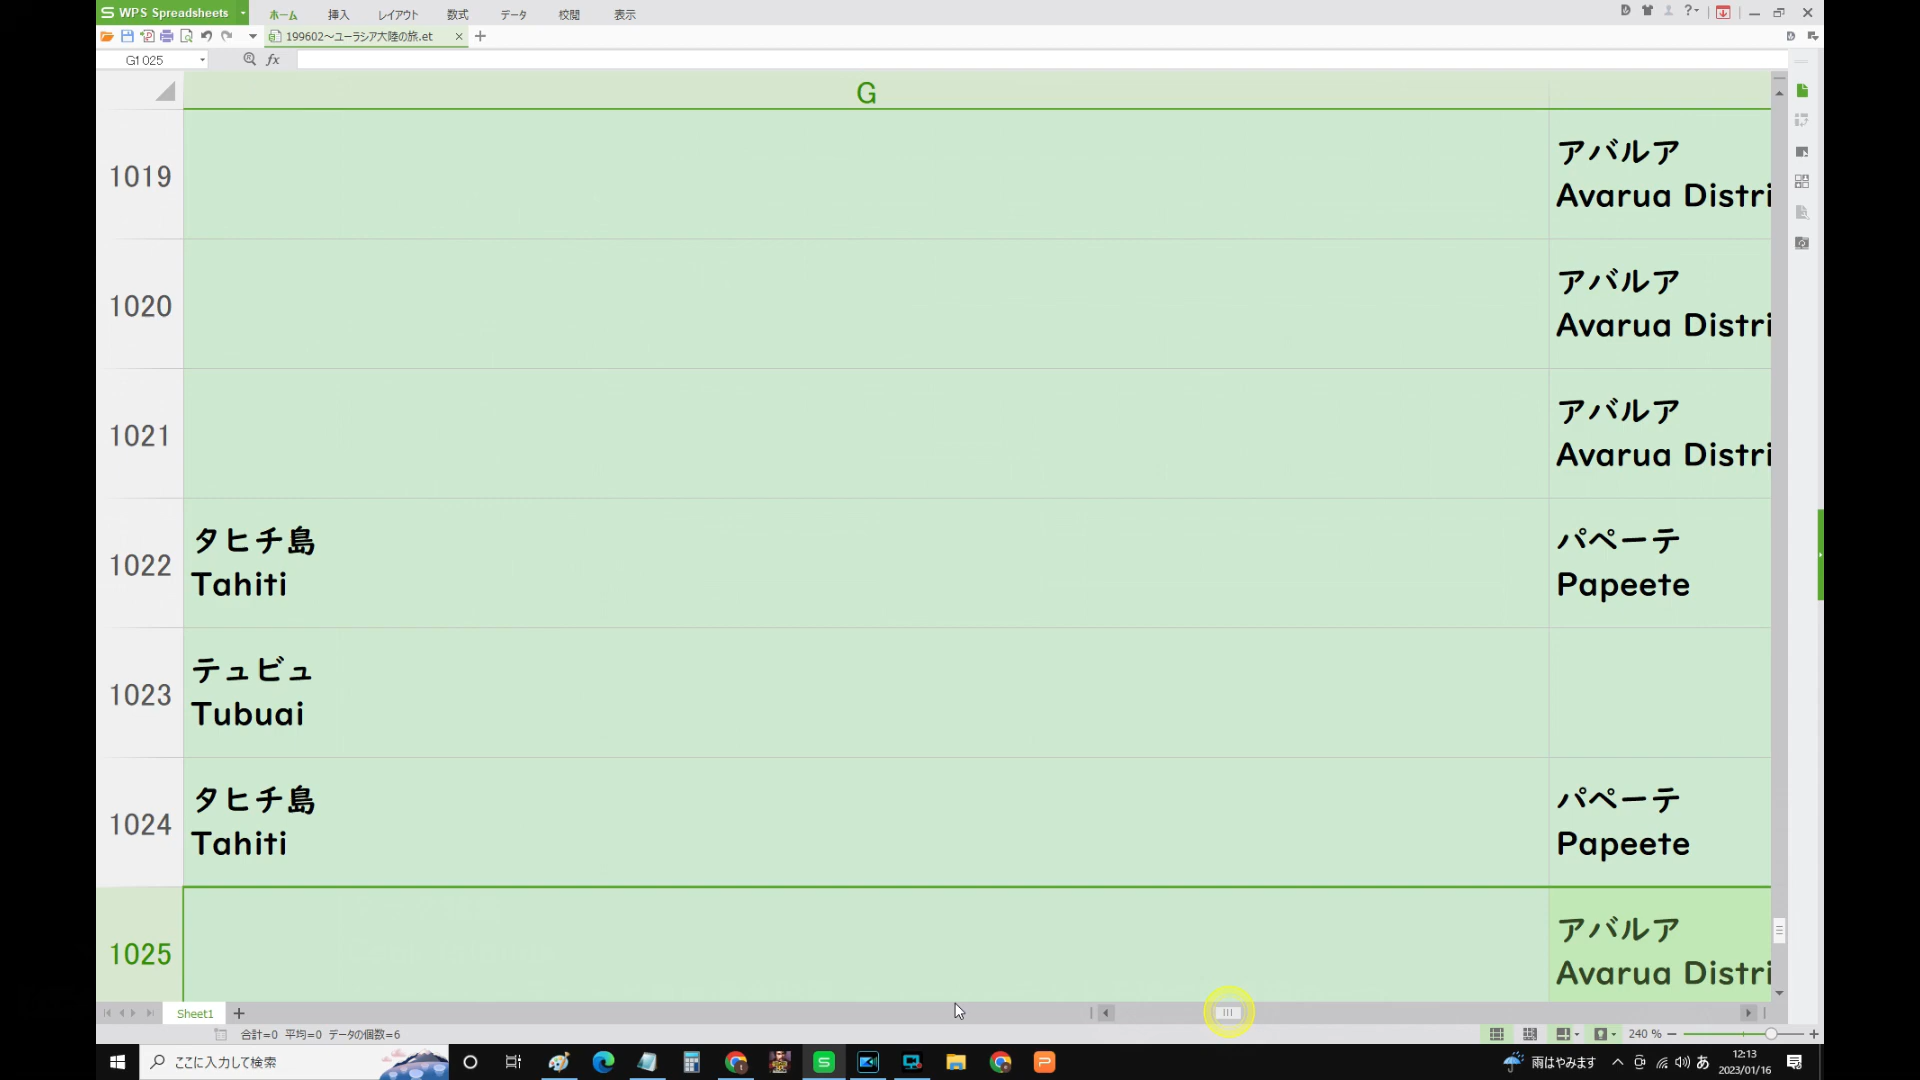 WPS Spreadsheets
ホーム 挿入 レイアウト 数式 データ 校閲 表示
199602～ユーラシア大陸の旅.et
G1025
fx
G
1019
アバルア
Avarua Distri
1020
アバルア
Avarua Distri
1021
アバルア
Avarua Distri
1022
タヒチ島
Tahiti
パペーテ
Papeete
1023
テュビュ
Tubuai
1024
タヒチ島
Tahiti
パペーテ
Papeete
1025
アバルア
Avarua Distri
Sheet1
合計=0 平均=0 データの個数=6
240 %
ここに入力して検索
雨はやみます
あ
12:13
2023/01/16